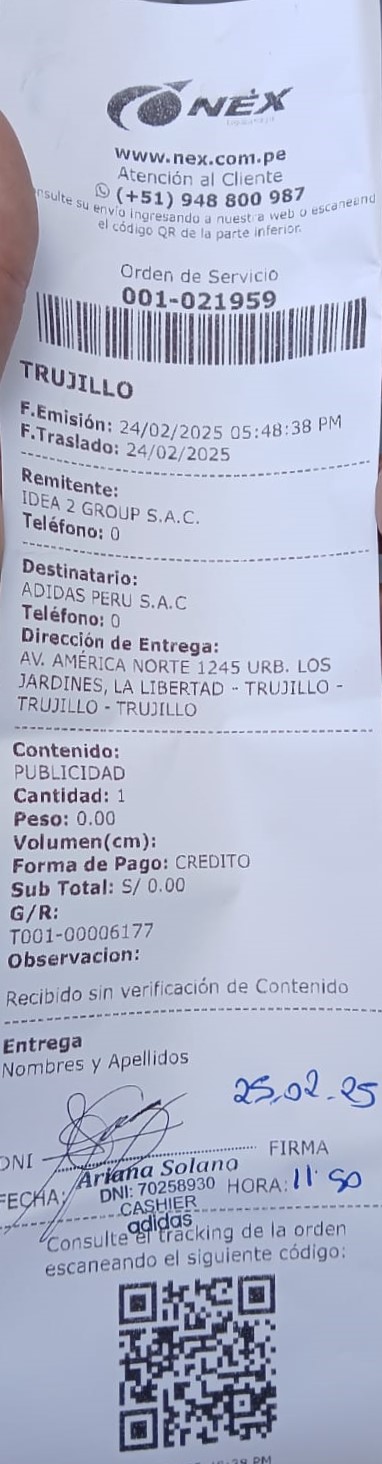 NEX
www.nex.com.pe
Atención al Cliente
(+51) 948 800 987
nsulte su envío ingresando a nuestra web o escaneand
el código QR de la parte inferior.
Orden de Servicio
001-021959
TRUJILLO
F.Emisión: 24/02/2025 05:48:38 PM
F.Traslado: 24/02/2025
Remitente:
IDEA 2 GROUP S.A.C.
Teléfono: 0
Destinatario:
ADIDAS PERU S.A.C
Teléfono: 0
Dirección de Entrega:
AV. AMÉRICA NORTE 1245 URB. LOS
JARDINES, LA LIBERTAD - TRUJILLO -
TRUJILLO - TRUJILLO
Contenido:
PUBLICIDAD
Cantidad: 1
Peso: 0.00
Volumen(cm):
Forma de Pago: CREDITO
Sub Total: S/ 0.00
G/R:
T001-00006177
Observacion:
Recibido sin verificación de Contenido
Entrega
Nombres y Apellidos
25.02.25
DNI FIRMA
Ariana Solano
FECHA: DNI: 70258930 HORA: 11:50
CASHIER
adidas
Consulte el tracking de la orden
escaneando el siguiente código: